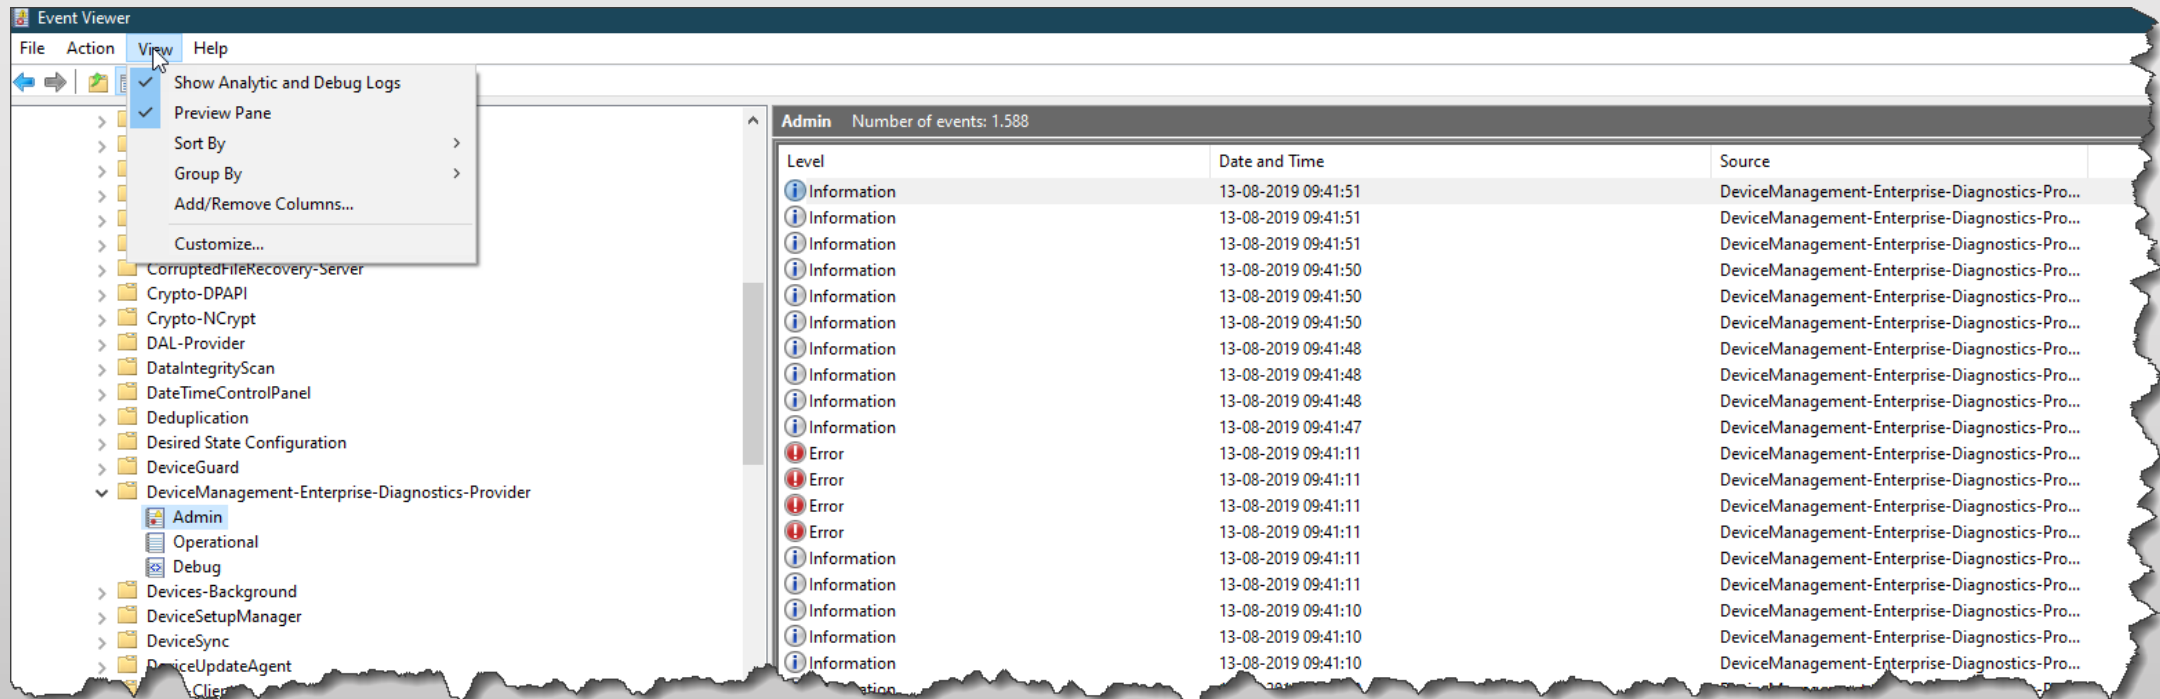 Event Viewer
File Action View Help
Show Analytic and Debug Logs
Preview Pane
Sort By
Group By
Add/Remove Columns...
Customize...
CorruptedFileRecovery-Server
Crypto-DPAPI
Crypto-NCrypt
DAL-Provider
DataIntegrityScan
DateTimeControlPanel
Deduplication
Desired State Configuration
DeviceGuard
DeviceManagement-Enterprise-Diagnostics-Provider
Admin
Operational
Debug
Devices-Background
DeviceSetupManager
DeviceSync
DeviceUpdateAgent
Admin Number of events: 1.588
Level Date and Time Source
Information 13-08-2019 09:41:51 DeviceManagement-Enterprise-Diagnostics-Pro...
Information 13-08-2019 09:41:51 DeviceManagement-Enterprise-Diagnostics-Pro...
Information 13-08-2019 09:41:51 DeviceManagement-Enterprise-Diagnostics-Pro...
Information 13-08-2019 09:41:50 DeviceManagement-Enterprise-Diagnostics-Pro...
Information 13-08-2019 09:41:50 DeviceManagement-Enterprise-Diagnostics-Pro...
Information 13-08-2019 09:41:50 DeviceManagement-Enterprise-Diagnostics-Pro...
Information 13-08-2019 09:41:48 DeviceManagement-Enterprise-Diagnostics-Pro...
Information 13-08-2019 09:41:48 DeviceManagement-Enterprise-Diagnostics-Pro...
Information 13-08-2019 09:41:48 DeviceManagement-Enterprise-Diagnostics-Pro...
Information 13-08-2019 09:41:47 DeviceManagement-Enterprise-Diagnostics-Pro...
Error 13-08-2019 09:41:11 DeviceManagement-Enterprise-Diagnostics-Pro...
Error 13-08-2019 09:41:11 DeviceManagement-Enterprise-Diagnostics-Pro...
Error 13-08-2019 09:41:11 DeviceManagement-Enterprise-Diagnostics-Pro...
Error 13-08-2019 09:41:11 DeviceManagement-Enterprise-Diagnostics-Pro...
Information 13-08-2019 09:41:11 DeviceManagement-Enterprise-Diagnostics-Pro...
Information 13-08-2019 09:41:11 DeviceManagement-Enterprise-Diagnostics-Pro...
Information 13-08-2019 09:41:10 DeviceManagement-Enterprise-Diagnostics-Pro...
Information 13-08-2019 09:41:10 DeviceManagement-Enterprise-Diagnostics-Pro...
Information 13-08-2019 09:41:10 DeviceManagement-Enterprise-Diagnostics-Pro...